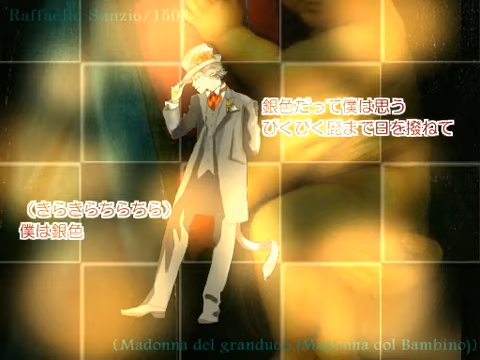 Raffaello Sanzio/150
銀色だって僕は思う
びくびく髭まで日を撥ねて
(きらきらちらちら)
僕は銀色
(Madonna del granduca (Madonna col Bambino))